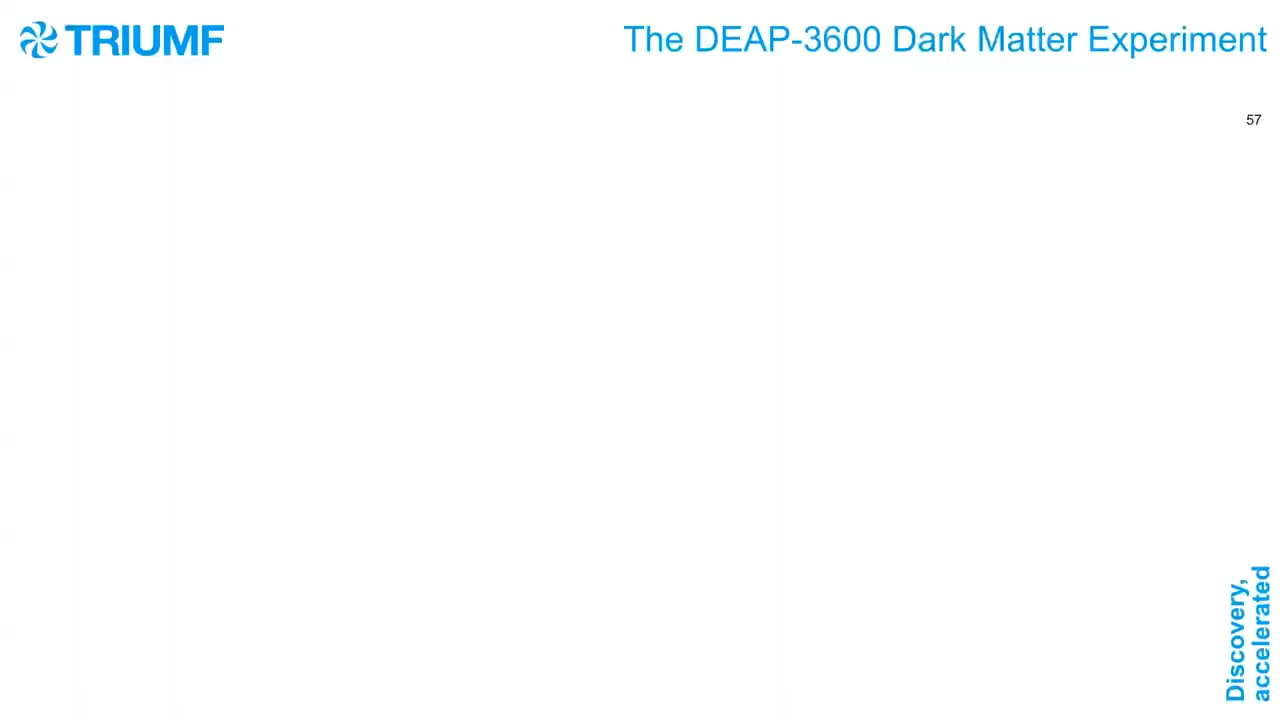 TRIUMF
The DEAP-3600 Dark Matter Experiment
57
Discovery,
accelerated